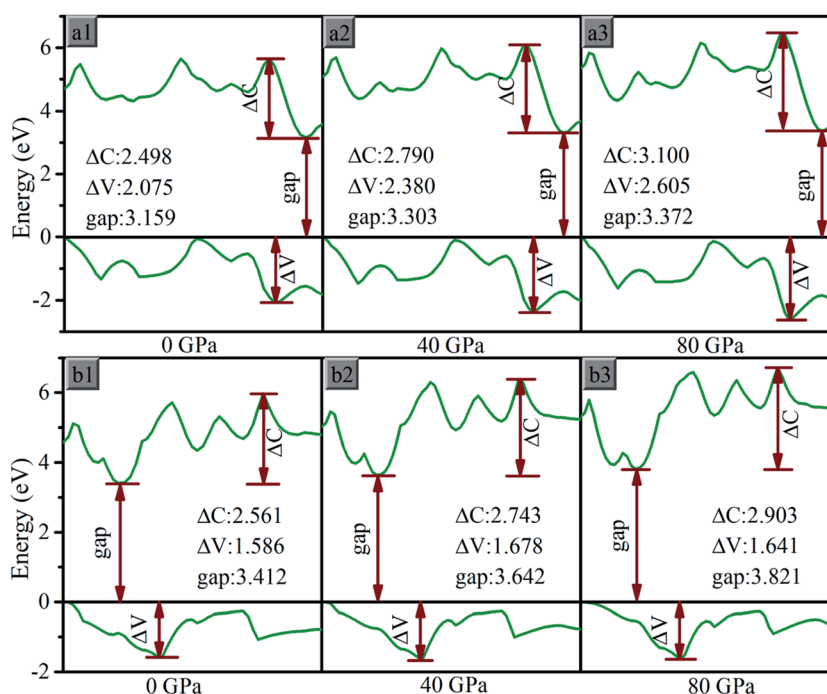 a1
a2
a3
Energy (eV)
6
4
2
0
-2
ΔC
ΔC
ΔC
ΔC:2.498
ΔV:2.075
gap:3.159
ΔC:2.790
ΔV:2.380
gap:3.303
ΔC:3.100
ΔV:2.605
gap:3.372
gap
gap
gap
ΔV
ΔV
ΔV
0 GPa
40 GPa
80 GPa
b1
b2
b3
Energy (eV)
6
4
2
0
-2
ΔC
ΔC
ΔC
gap
gap
gap
ΔC:2.561
ΔV:1.586
gap:3.412
ΔC:2.743
ΔV:1.678
gap:3.642
ΔC:2.903
ΔV:1.641
gap:3.821
ΔV
ΔV
ΔV
0 GPa
40 GPa
80 GPa